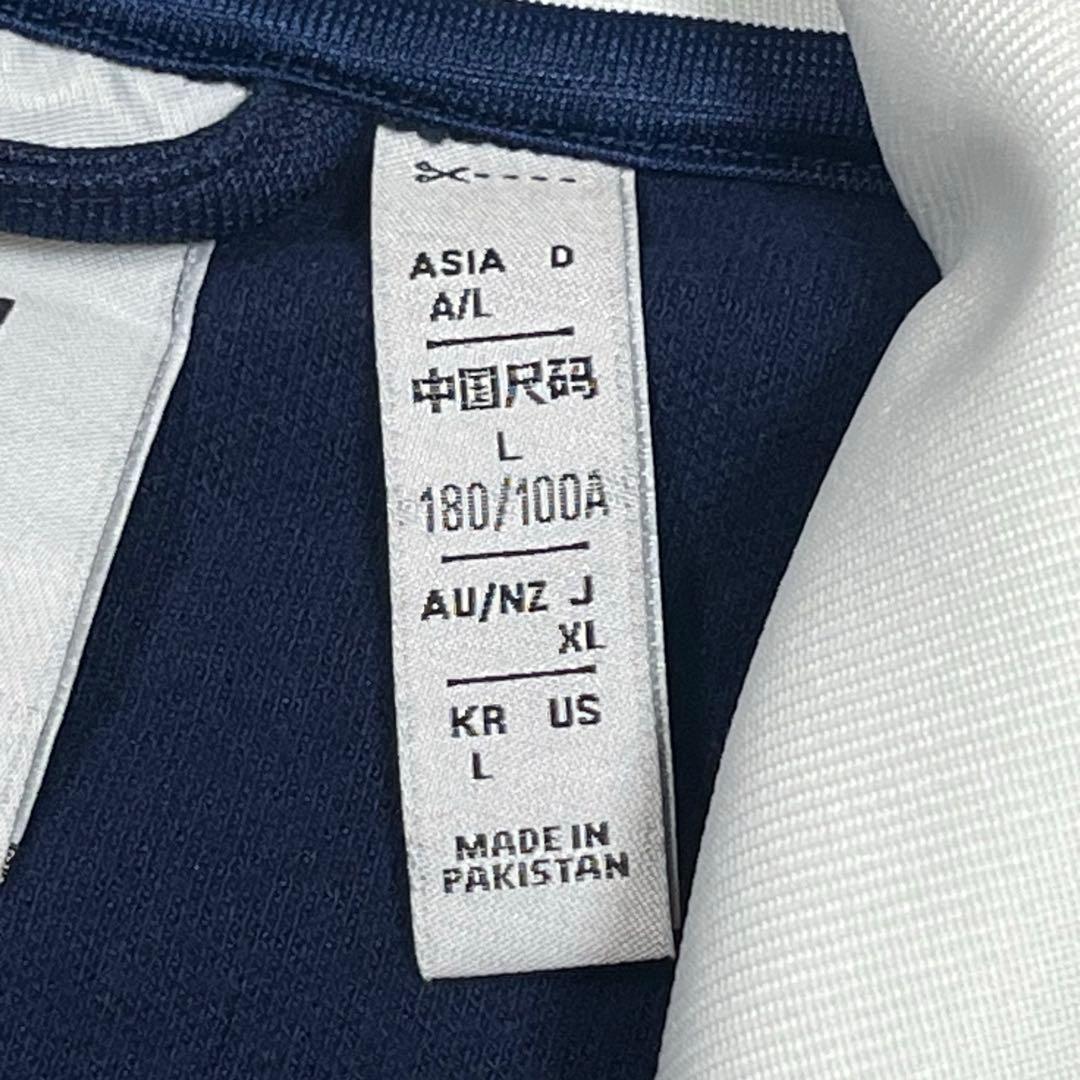 ASIA D
A/L
中国尺码
L
180/100A
AU/NZ J
XL
KR US
L
MADE IN
PAKISTAN